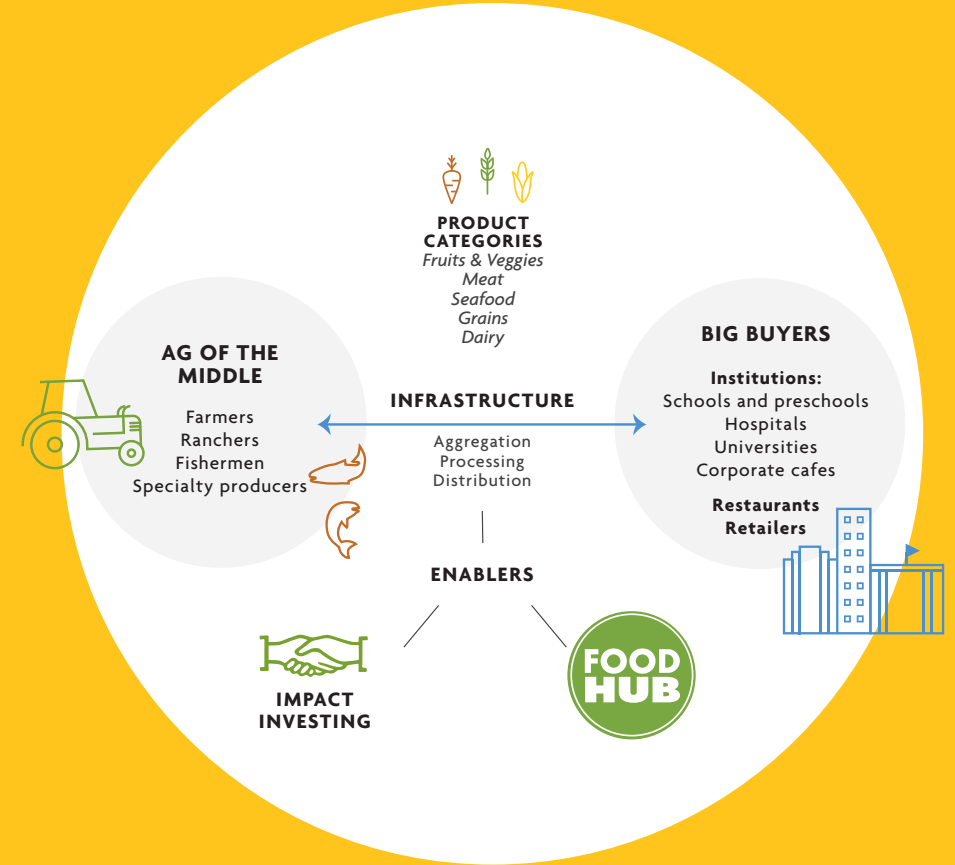 PRODUCT
CATEGORIES
Fruits & Veggies
Meat
Seafood
Grains
Dairy
AG OF THE
MIDDLE
Farmers
Ranchers
Fishermen
Specialty producers
INFRASTRUCTURE
Aggregation
Processing
Distribution
BIG BUYERS
Institutions:
Schools and preschools
Hospitals
Universities
Corporate cafes
Restaurants
Retailers
ENABLERS
IMPACT
INVESTING
FOOD
HUB